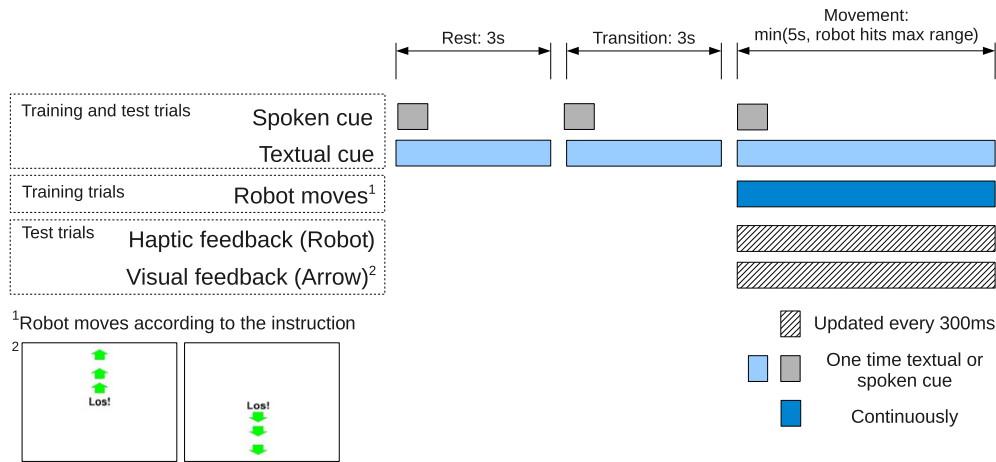 Movement:
Rest: 3s
Transition: 3s
min(5s, robot hits max range)
Training and test trials
Spoken cue
Textual cue
Training trials
Robot moves1
Test trials
Haptic feedback (Robot)
Visual feedback (Arrow)2
1Robot moves according to the instruction
2
Los!
Los!
Updated every 300ms
One time textual or
spoken cue
Continuously